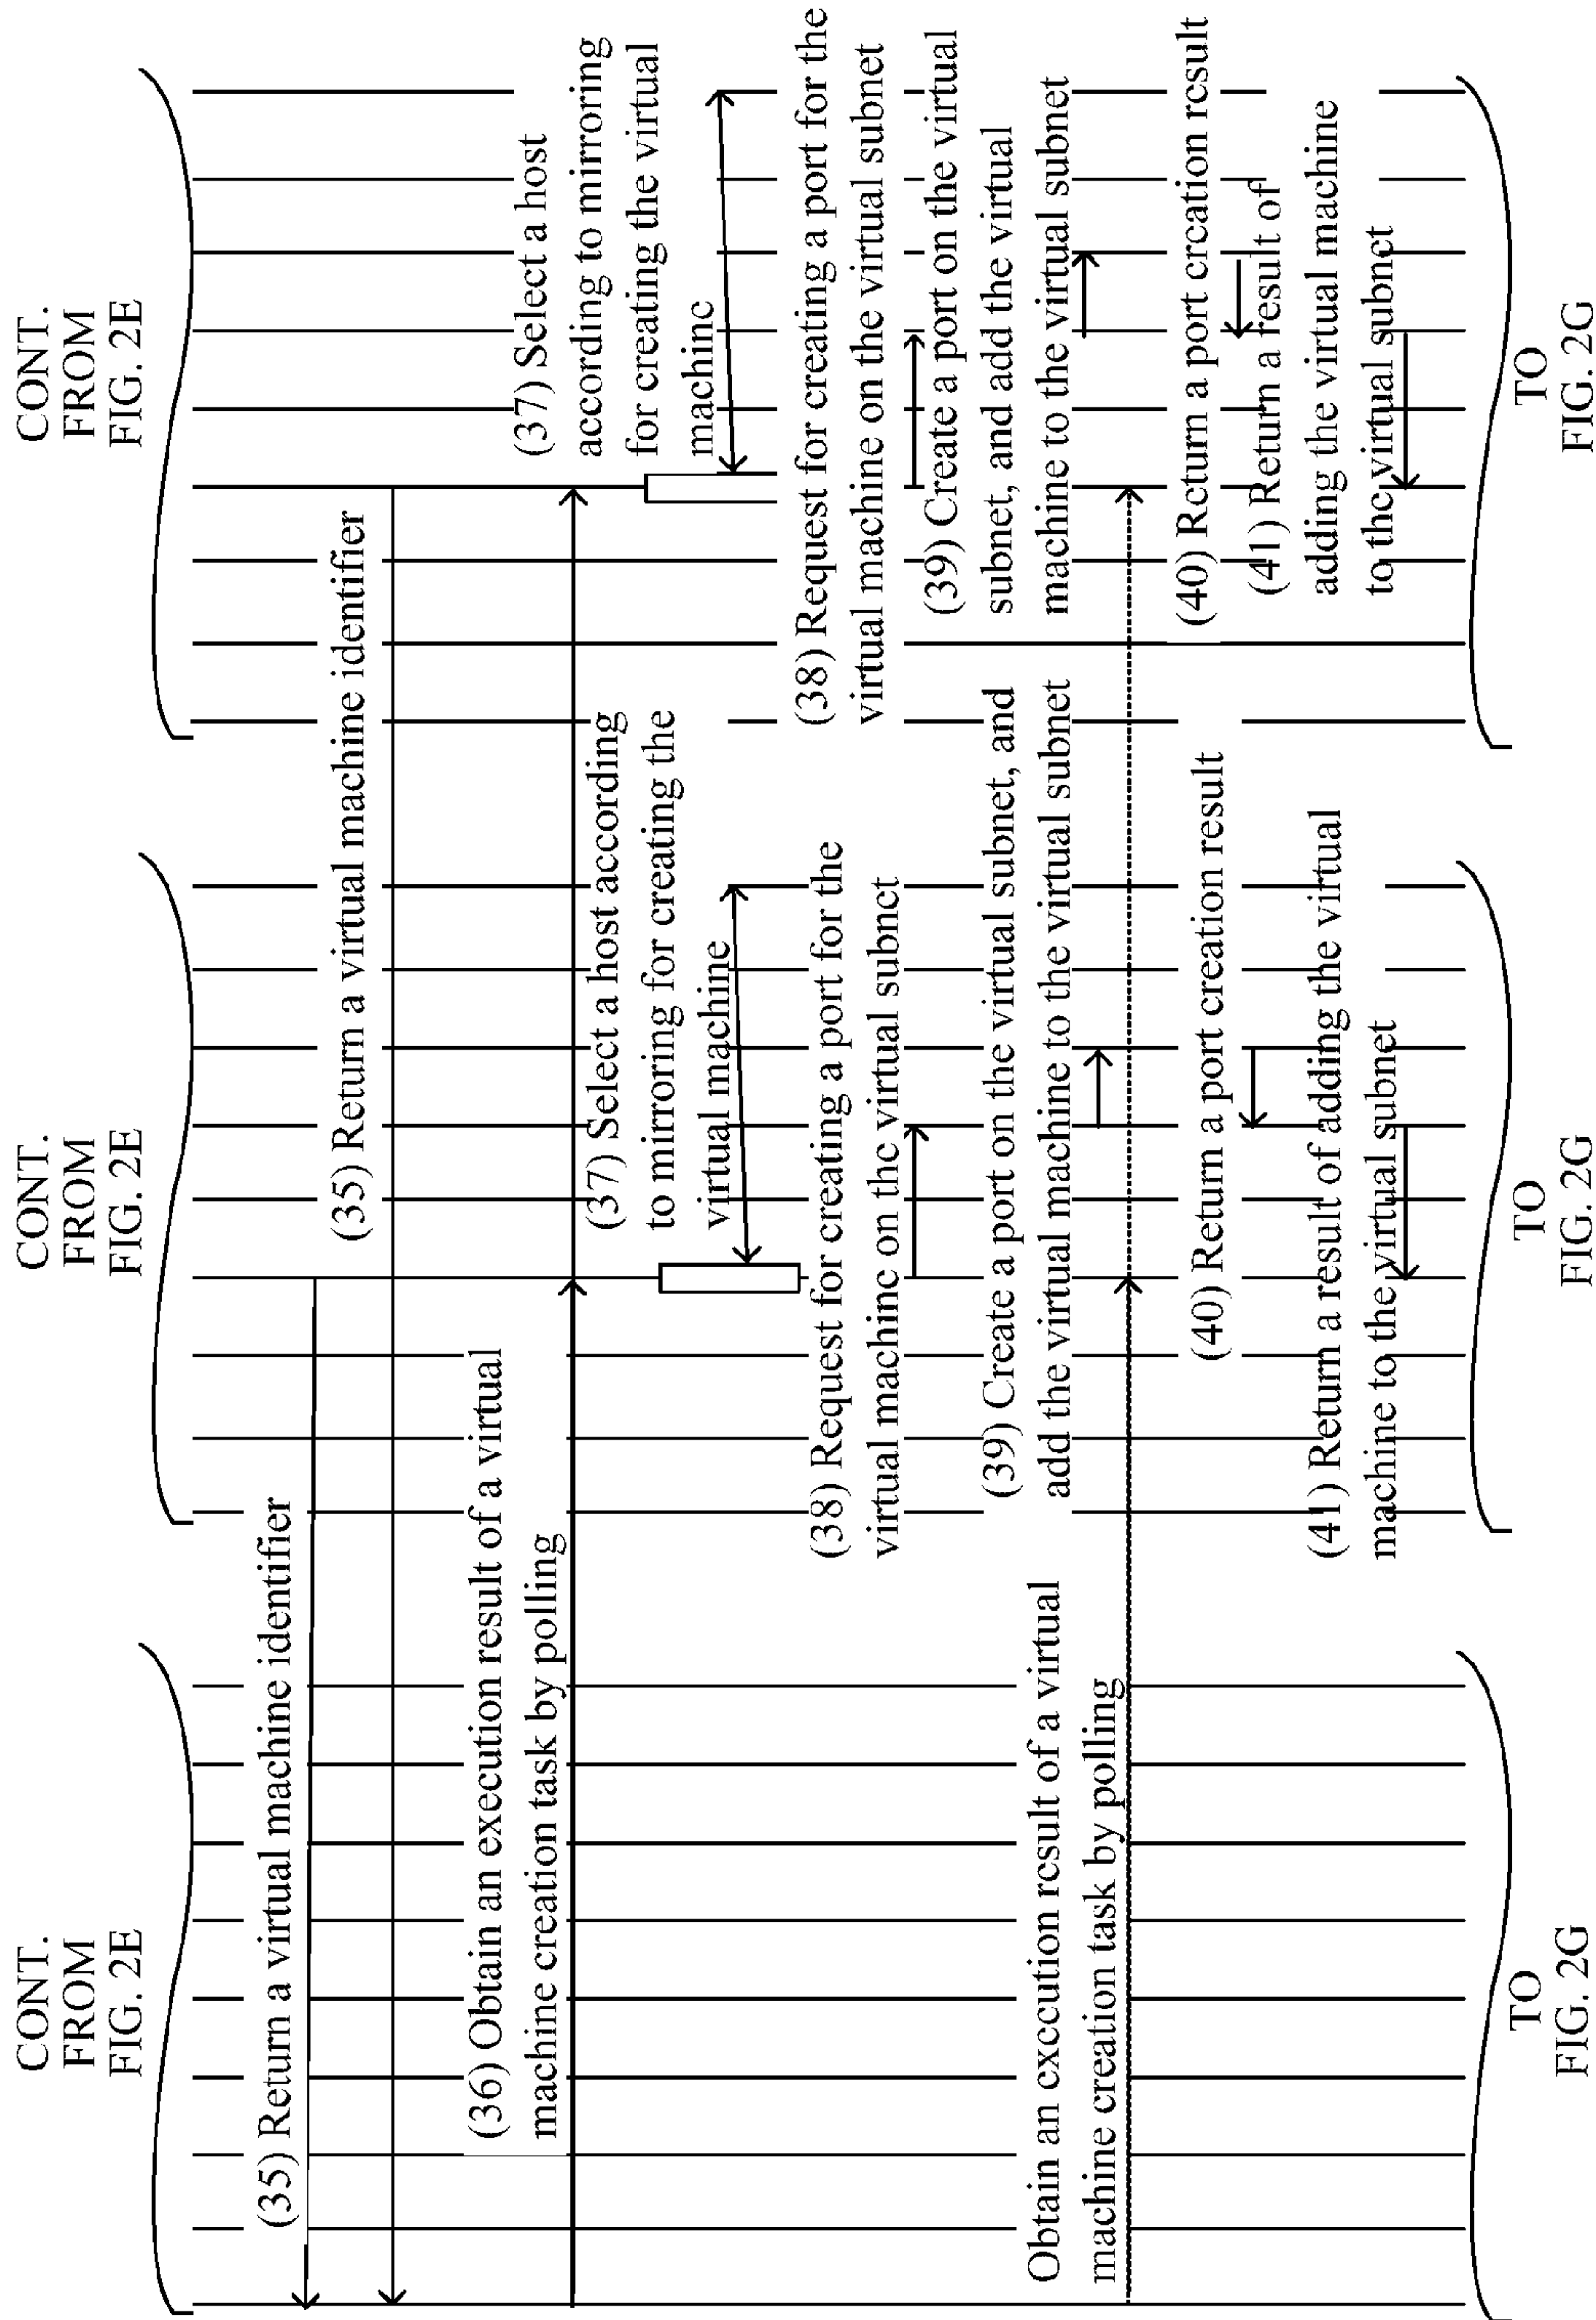 CONT.
FROM
FIG. 2E
CONT.
FROM
FIG. 2E
CONT.
FROM
FIG. 2E
(35) Return a virtual machine identifier
(35) Return a virtual machine identifier
(36) Obtain an execution result of a virtual
machine creation task by polling
(37) Select a host according
to mirroring for creating the
virtual machine
(37) Select a host
according to mirroring
for creating the virtual
machine
(38) Request for creating a port for the
virtual machine on the virtual subnet
(38) Request for creating a port for the
virtual machine on the virtual subnet
(39) Create a port on the virtual subnet, and
add the virtual machine to the virtual subnet
(39) Create a port on the virtual
subnet, and add the virtual
machine to the virtual subnet
Obtain an execution result of a virtual
machine creation task by polling
(40) Return a port creation result
(40) Return a port creation result
(41) Return a result of adding the virtual
machine to the virtual subnet
(41) Return a result of
adding the virtual machine
to the virtual subnet
TO
FIG. 2G
TO
FIG. 2G
TO
FIG. 2G